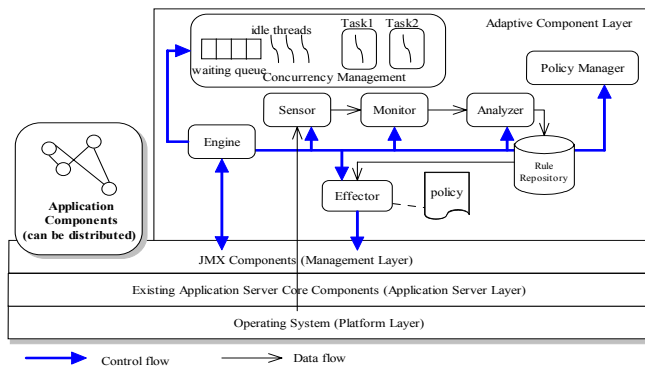 Adaptive Component Layer
idle threads
Task1
Task2
waiting queue
Concurrency Management
Policy Manager
Sensor
Monitor
Analyzer
Engine
Rule
Repository
Effector
policy
Application
Components
(can be distributed)
JMX Components (Management Layer)
Existing Application Server Core Components (Application Server Layer)
Operating System (Platform Layer)
Control flow
Data flow